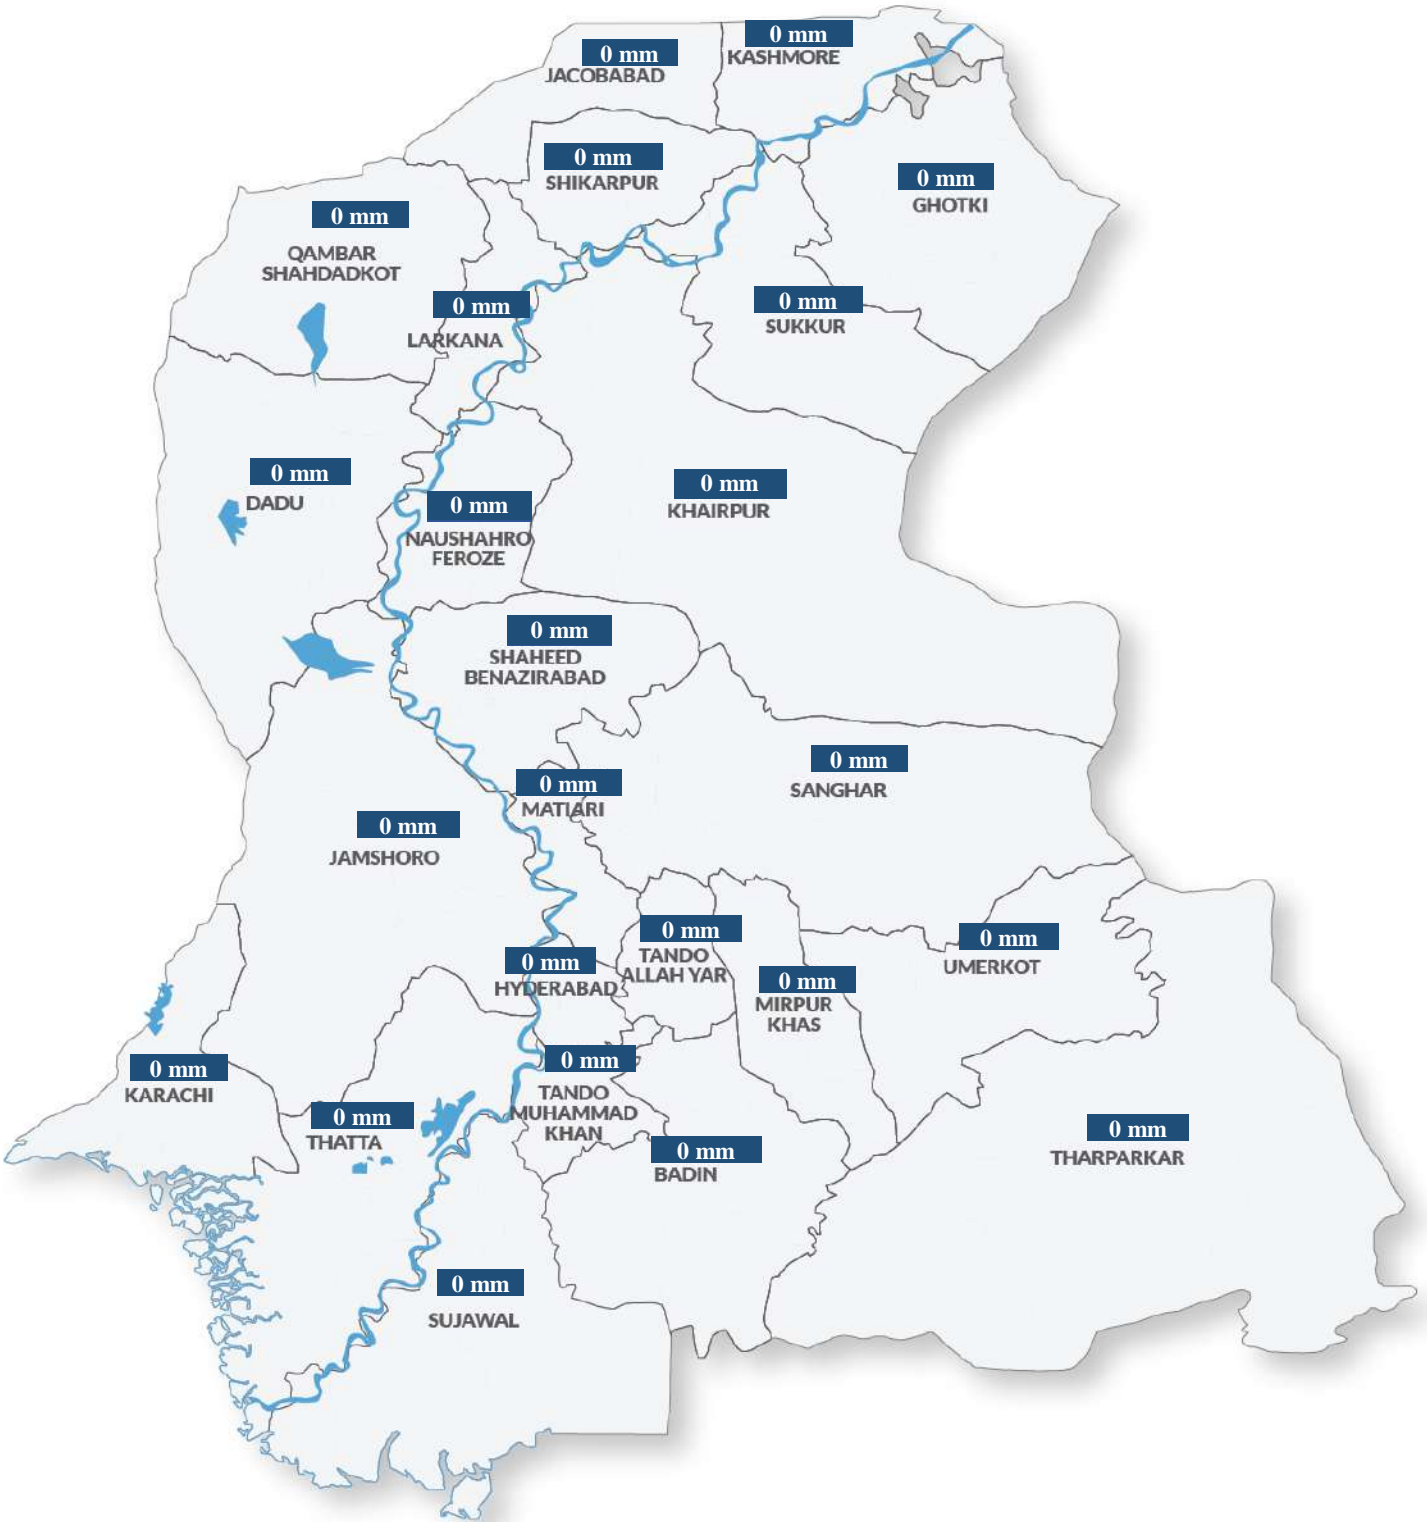 0 mm
KASHMORE
0 mm
JACOBABAD
0 mm
SHIKARPUR
0 mm
GHOTKI
0 mm
QAMBAR
SHAHDADKOT
0 mm
LARKANA
0 mm
SUKKUR
0 mm
DADU
0 mm
NAUSHAHRO
FEROZE
0 mm
KHAIRPUR
0 mm
SHAHEED
BENAZIRABAD
0 mm
MATIARI
0 mm
SANGHAR
0 mm
JAMSHORO
0 mm
TANDO
ALLAH YAR
0 mm
UMERKOT
0 mm
HYDERABAD
0 mm
MIRPUR
KHAS
0 mm
KARACHI
0 mm
TANDO
MUHAMMAD
KHAN
0 mm
THATTA
0 mm
BADIN
0 mm
THARPARKAR
0 mm
SUJAWAL